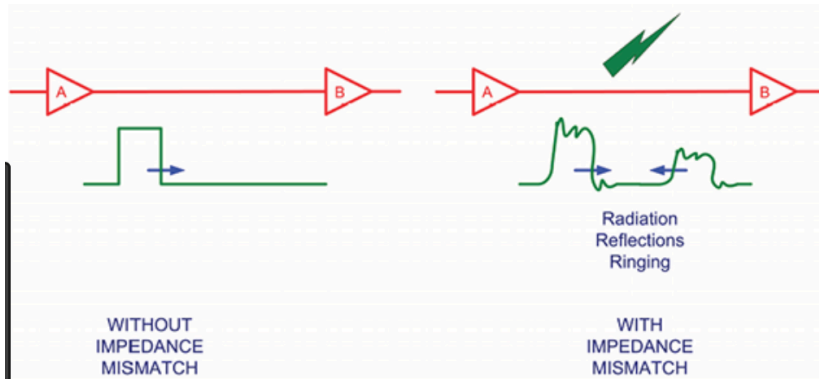 A
B
A
B
Radiation
Reflections
Ringing
WITHOUT
IMPEDANCE
MISMATCH
WITH
IMPEDANCE
MISMATCH